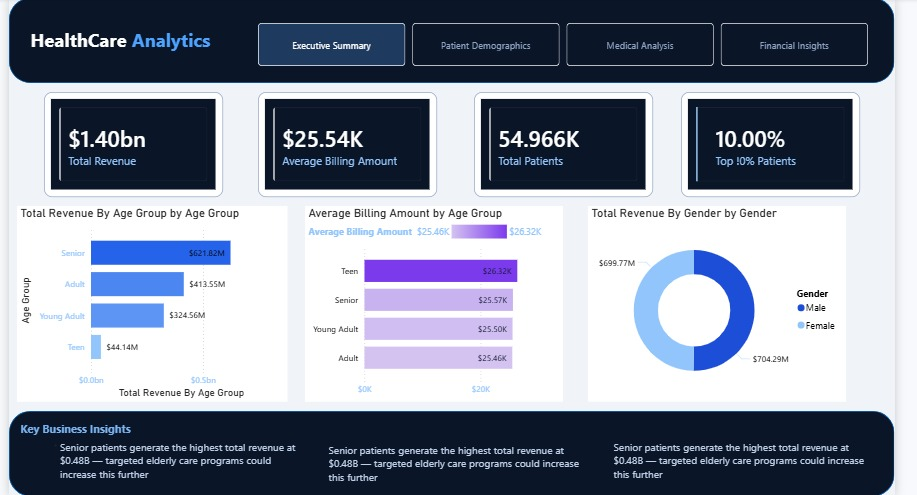 HealthCare Analytics
Executive Summary
Patient Demographics
Medical Analysis
Financial Insights
$1.40bn
Total Revenue
$25.54K
Average Billing Amount
54.966K
Total Patients
10.00%
Top !0% Patients
Total Revenue By Age Group by Age Group
Age Group
Senior
$621.82M
Adult
$413.55M
Young Adult
$324.56M
Teen
$44.14M
$0.0bn
$0.5bn
Total Revenue By Age Group
Average Billing Amount by Age Group
Average Billing Amount $25.46K $26.32K
Teen
$26.32K
Senior
$25.57K
Young Adult
$25.50K
Adult
$25.46K
$0K
$20K
Total Revenue By Gender by Gender
$699.77M
$704.29M
Gender
Male
Female
Key Business Insights
Senior patients generate the highest total revenue at
$0.48B — targeted elderly care programs could
increase this further
Senior patients generate the highest total revenue at
$0.48B — targeted elderly care programs could increase
this further
Senior patients generate the highest total revenue at
$0.48B — targeted elderly care programs could increase
this further